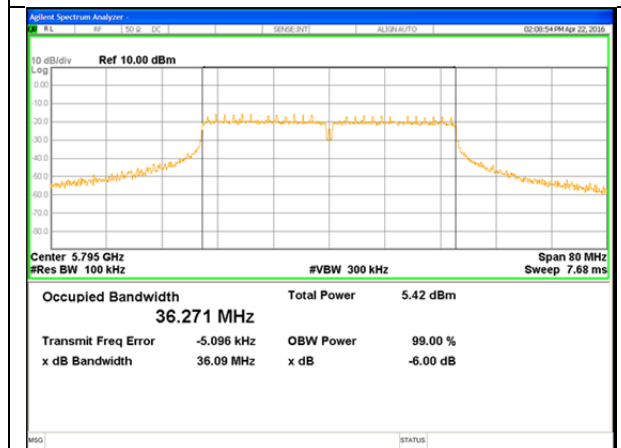 Agilent Spectrum Analyzer -
RL RF 50 Ω DC SENSE:INT ALIGN AUTO 02:08:54 PM Apr 22, 2016
10 dB/div Ref 10.00 dBm
Log
0.00
-10.0
-20.0
-30.0
-40.0
-50.0
-60.0
-70.0
-80.0
Center 5.795 GHz Span 80 MHz
#Res BW 100 kHz #VBW 300 kHz Sweep 7.68 ms
Occupied Bandwidth Total Power 5.42 dBm
36.271 MHz
Transmit Freq Error -5.096 kHz OBW Power 99.00 %
x dB Bandwidth 36.09 MHz x dB -6.00 dB
MSG STATUS